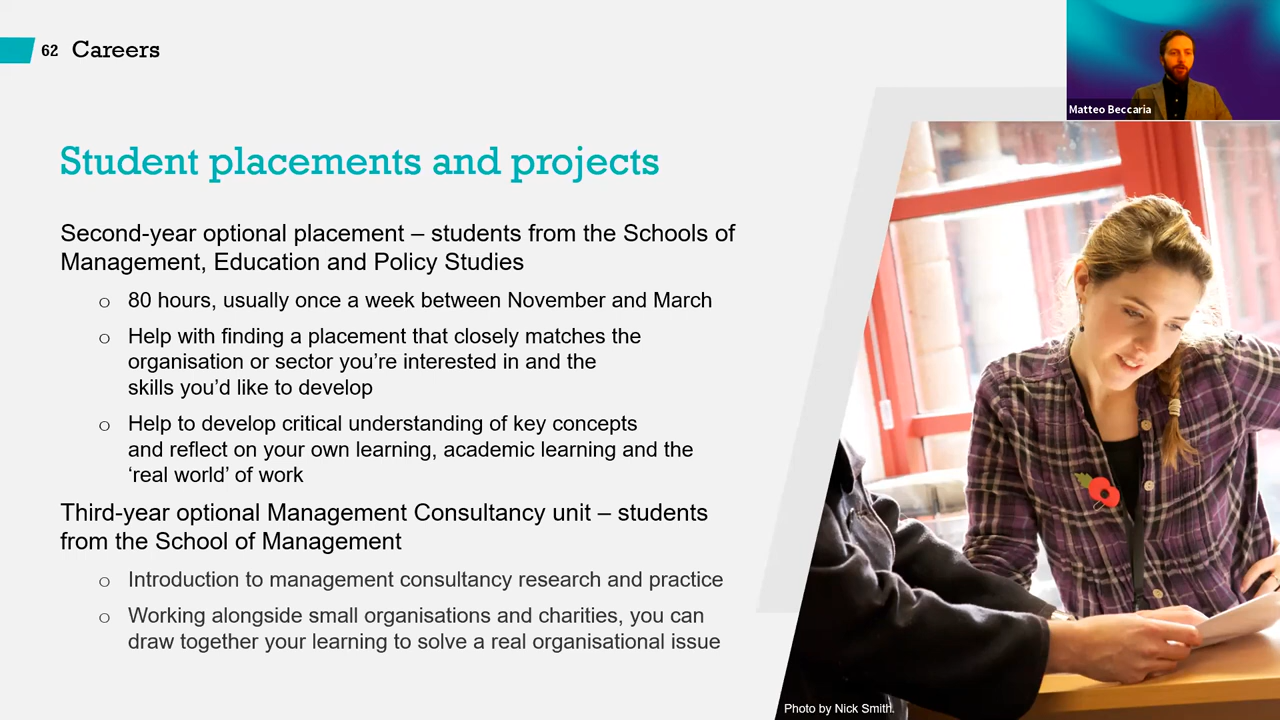 62 Careers
Matteo Beccaria
Student placements and projects
Second-year optional placement – students from the Schools of
Management, Education and Policy Studies
o 80 hours, usually once a week between November and March
o Help with finding a placement that closely matches the
organisation or sector you’re interested in and the
skills you’d like to develop
o Help to develop critical understanding of key concepts
and reflect on your own learning, academic learning and the
‘real world’ of work
Third-year optional Management Consultancy unit – students
from the School of Management
o Introduction to management consultancy research and practice
o Working alongside small organisations and charities, you can
draw together your learning to solve a real organisational issue
Photo by Nick Smith.